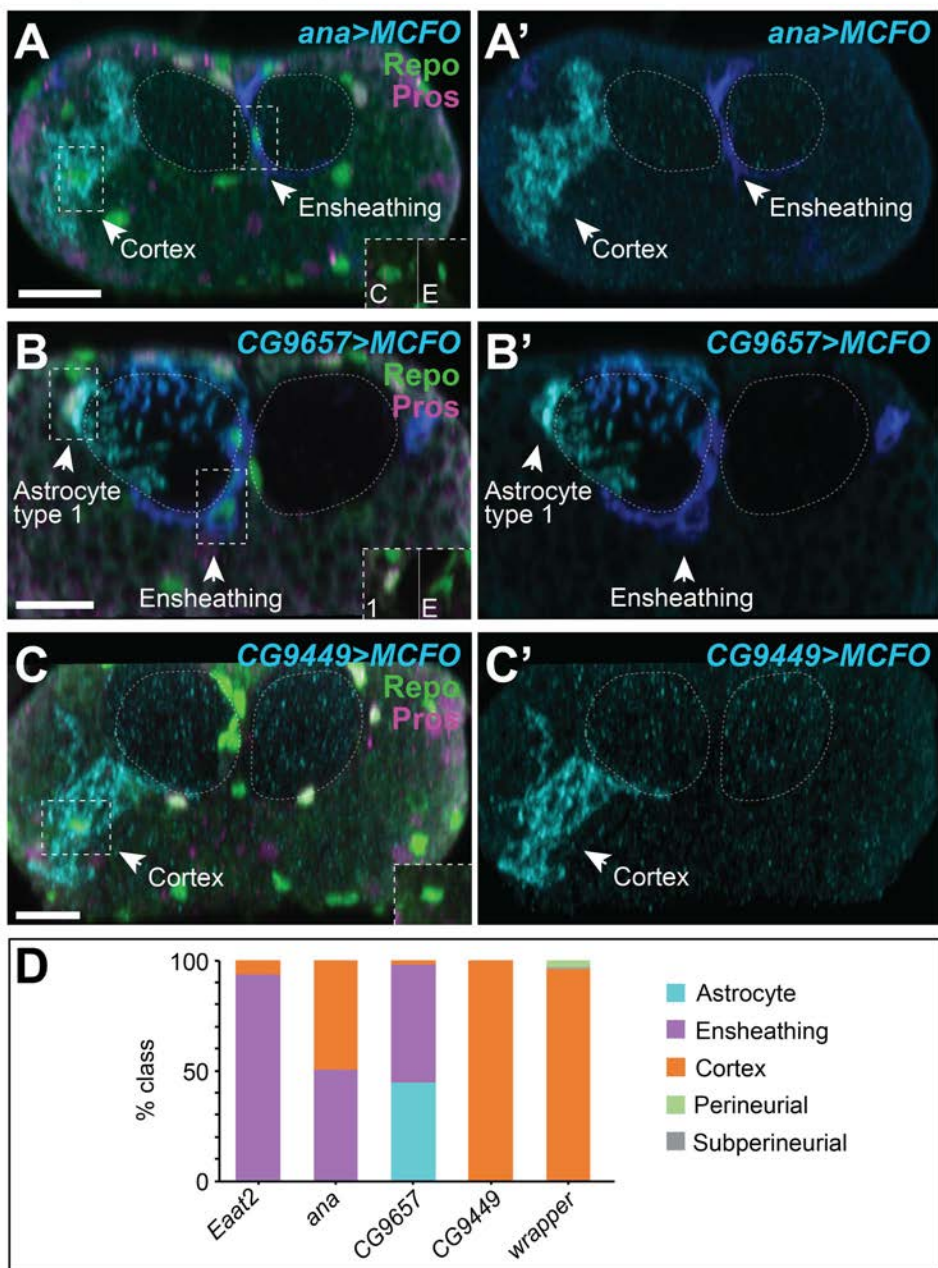 A
ana>MCFO
Repo
Pros
Ensheathing
Cortex
C
E
A'
ana>MCFO
Ensheathing
Cortex
B
CG9657>MCFO
Repo
Pros
Astrocyte
type 1
Ensheathing
1
E
B'
CG9657>MCFO
Astrocyte
type 1
Ensheathing
C
CG9449>MCFO
Repo
Pros
Cortex
C'
CG9449>MCFO
Cortex
D
100
50
0
% class
Eaat2
ana
CG9657
CG9449
wrapper
Astrocyte
Ensheathing
Cortex
Perineurial
Subperineurial